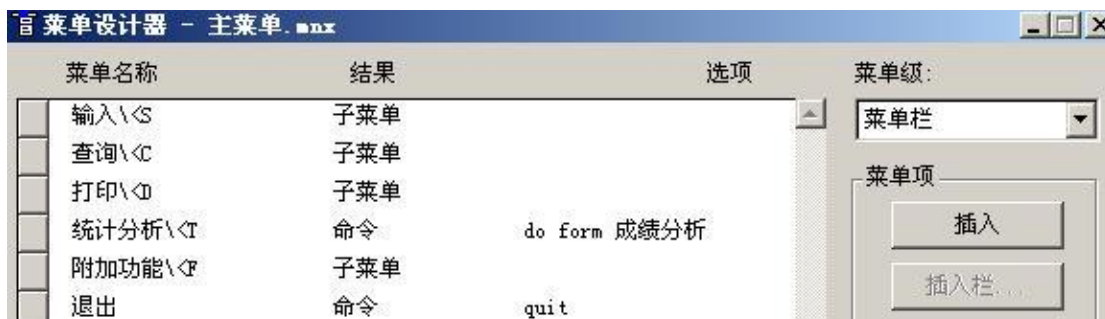 菜单设计器 - 主菜单.mnx
菜单名称 结果 选项 菜单级:
输入\<S 子菜单 菜单栏
查询\<C 子菜单
打印\<D 子菜单 菜单项
统计分析\<T 命令 do form 成绩分析 插入
附加功能\<F 子菜单 插入栏...
退出 命令 quit